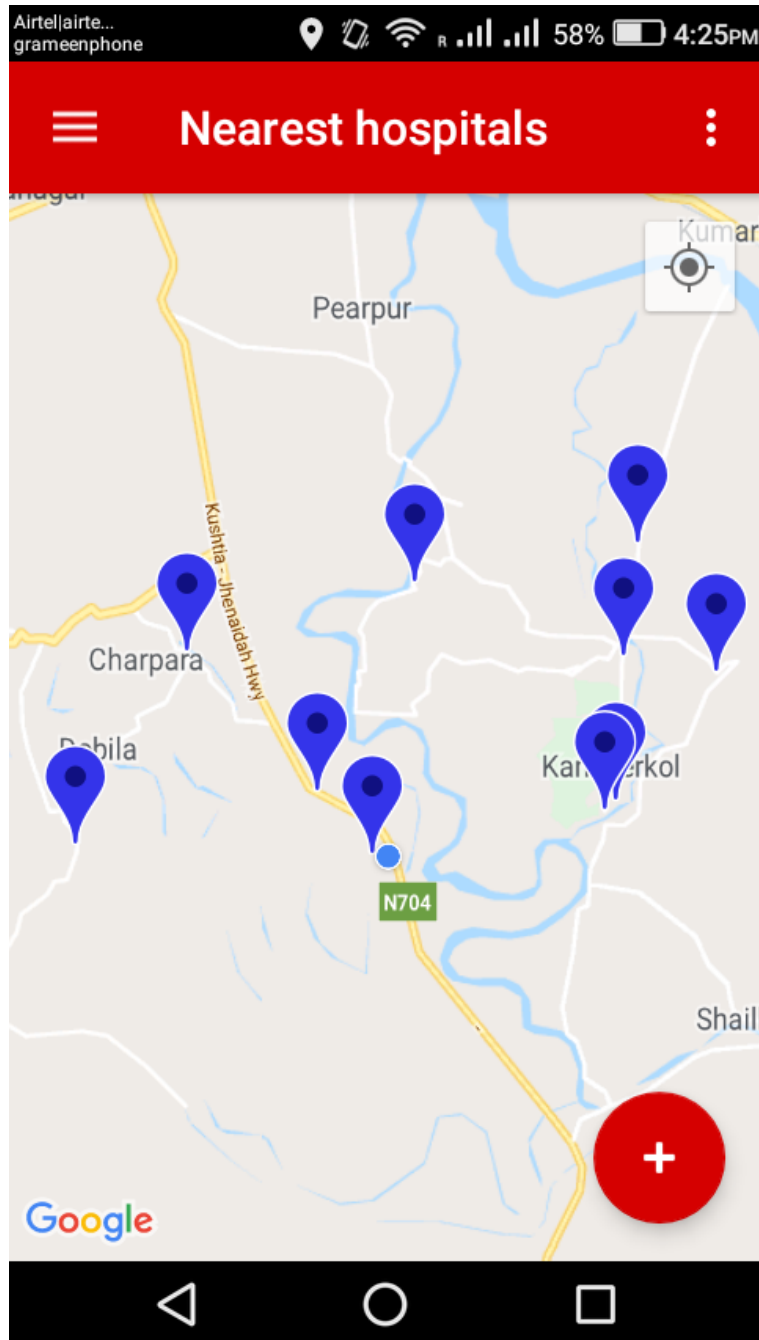 Airtel|airte...
grameenphone
R
58%
4:25PM
Nearest hospitals
Kumar
Pearpur
Kushtia - Jhenaidah Hwy
Charpara
N704
Shail
Google